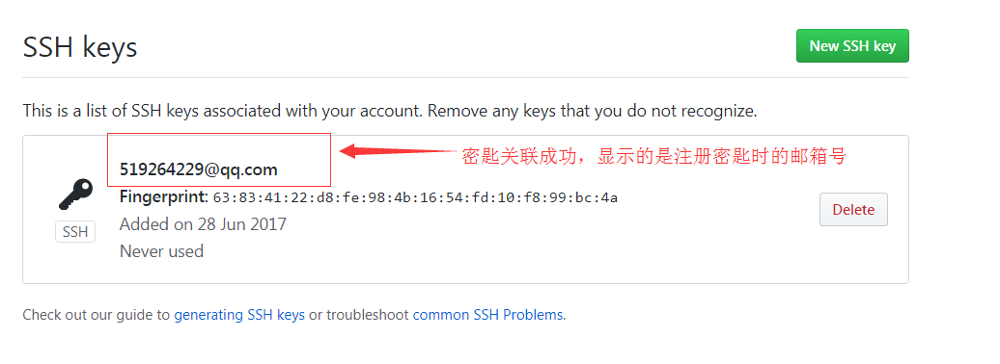 SSH keys
New SSH key
This is a list of SSH keys associated with your account. Remove any keys that you do not recognize.
519264229@qq.com
密匙关联成功，显示的是注册密匙时的邮箱号
Fingerprint: 63:83:41:22:d8:fe:98:4b:16:54:fd:10:f8:99:bc:4a
Delete
SSH
Added on 28 Jun 2017
Never used
Check out our guide to generating SSH keys or troubleshoot common SSH Problems.